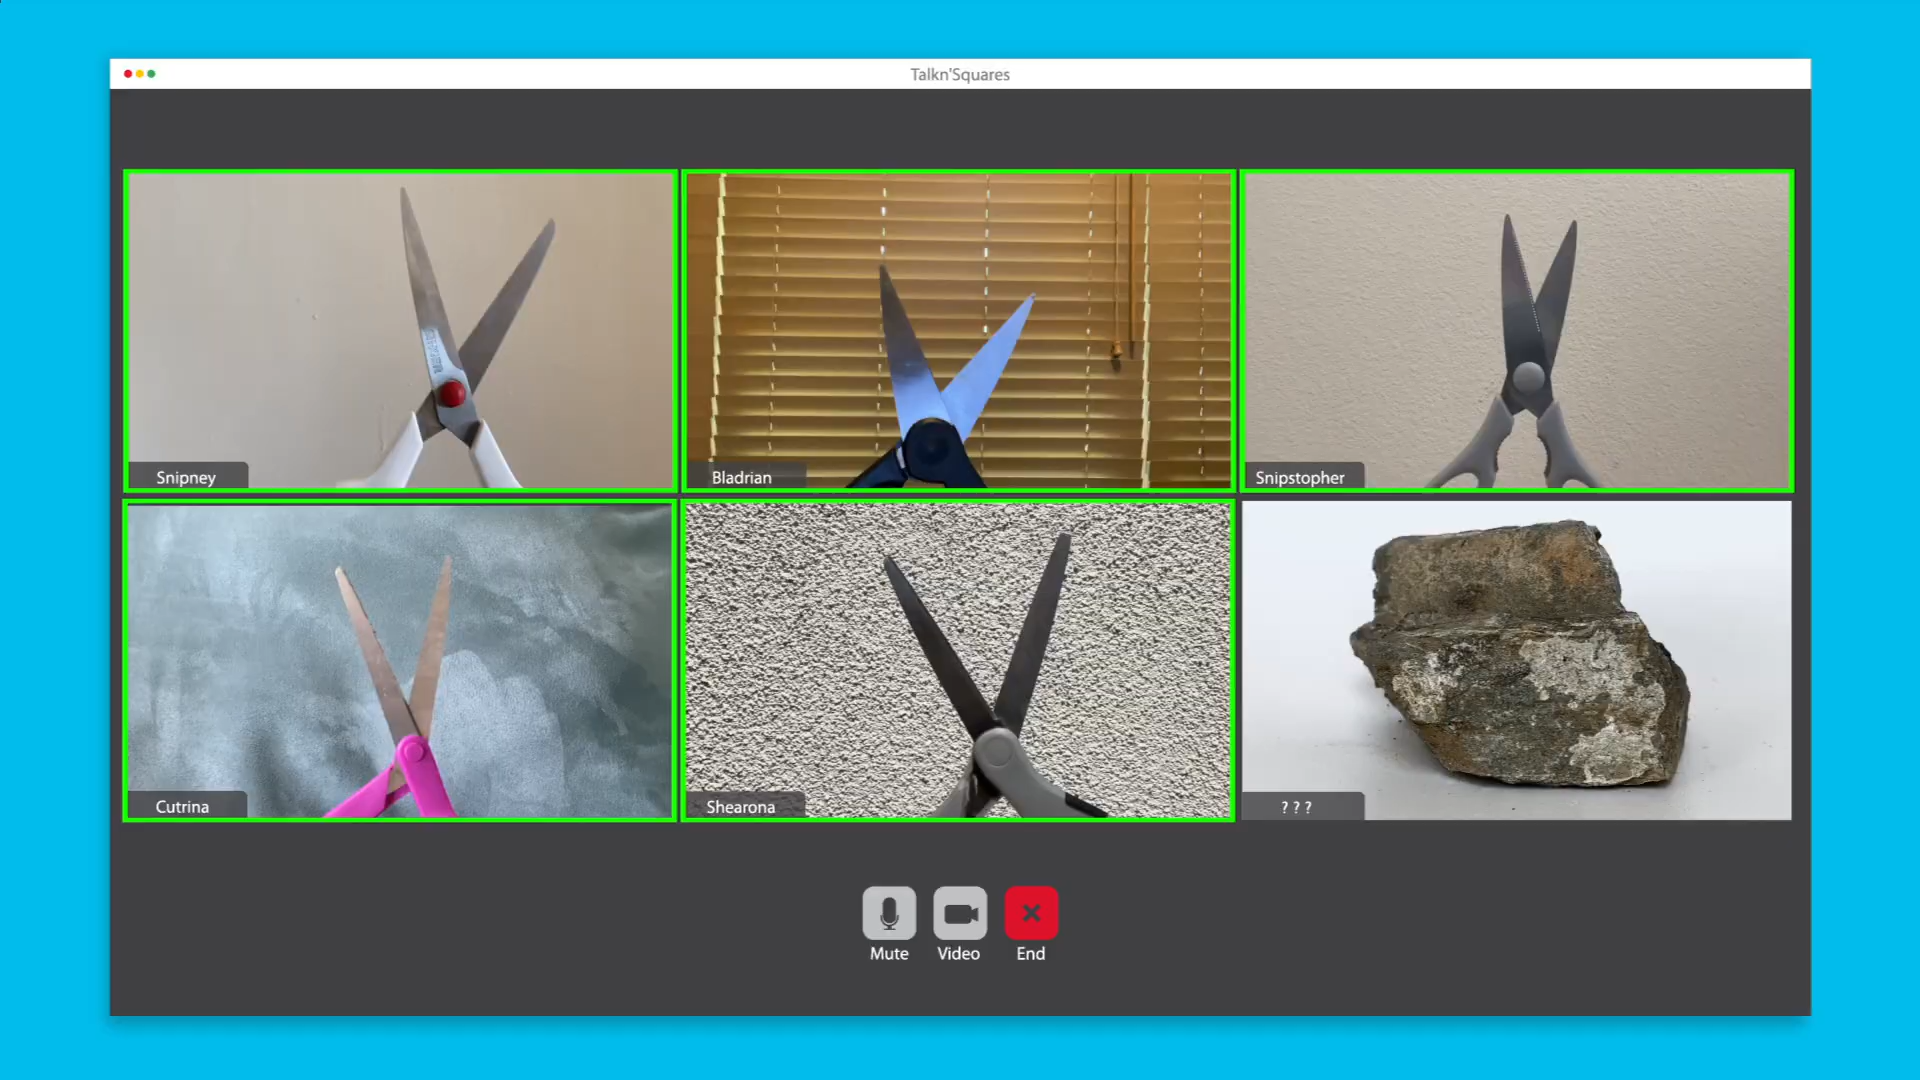 Talkn'Squares
Snipney
Bladrian
Snipstopher
Cutrina
Shearona
? ? ?
Mute
Video
End